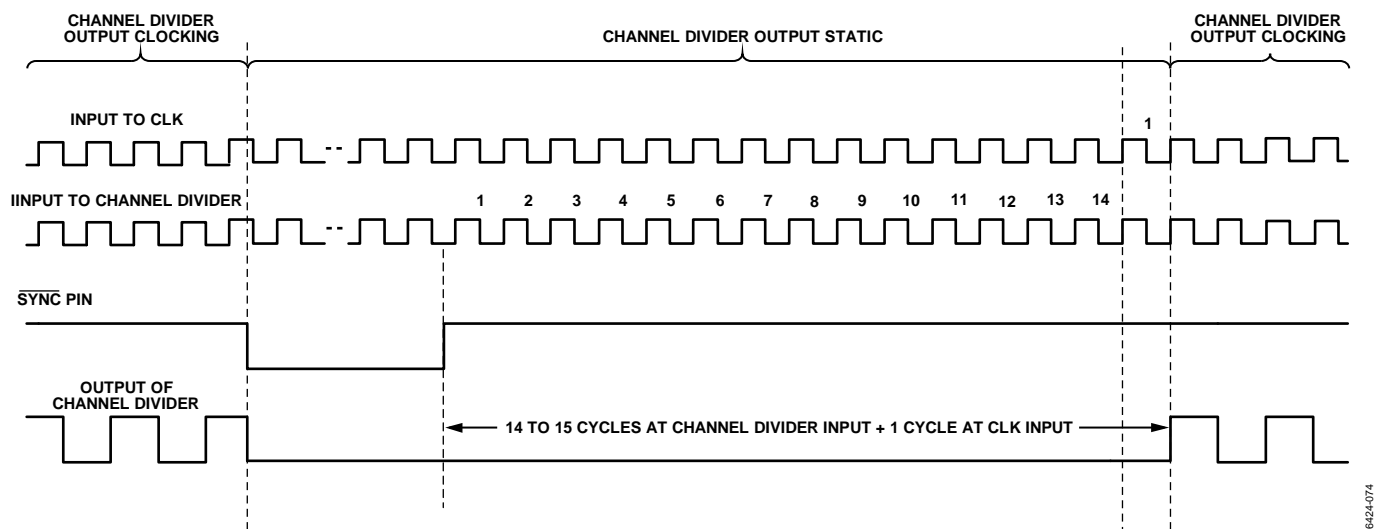 CHANNEL DIVIDER
OUTPUT CLOCKING
CHANNEL DIVIDER OUTPUT STATIC
CHANNEL DIVIDER
OUTPUT CLOCKING
INPUT TO CLK
1
IINPUT TO CHANNEL DIVIDER
1 2 3 4 5 6 7 8 9 10 11 12 13 14
SYNC PIN
OUTPUT OF
CHANNEL DIVIDER
14 TO 15 CYCLES AT CHANNEL DIVIDER INPUT + 1 CYCLE AT CLK INPUT
6424-074